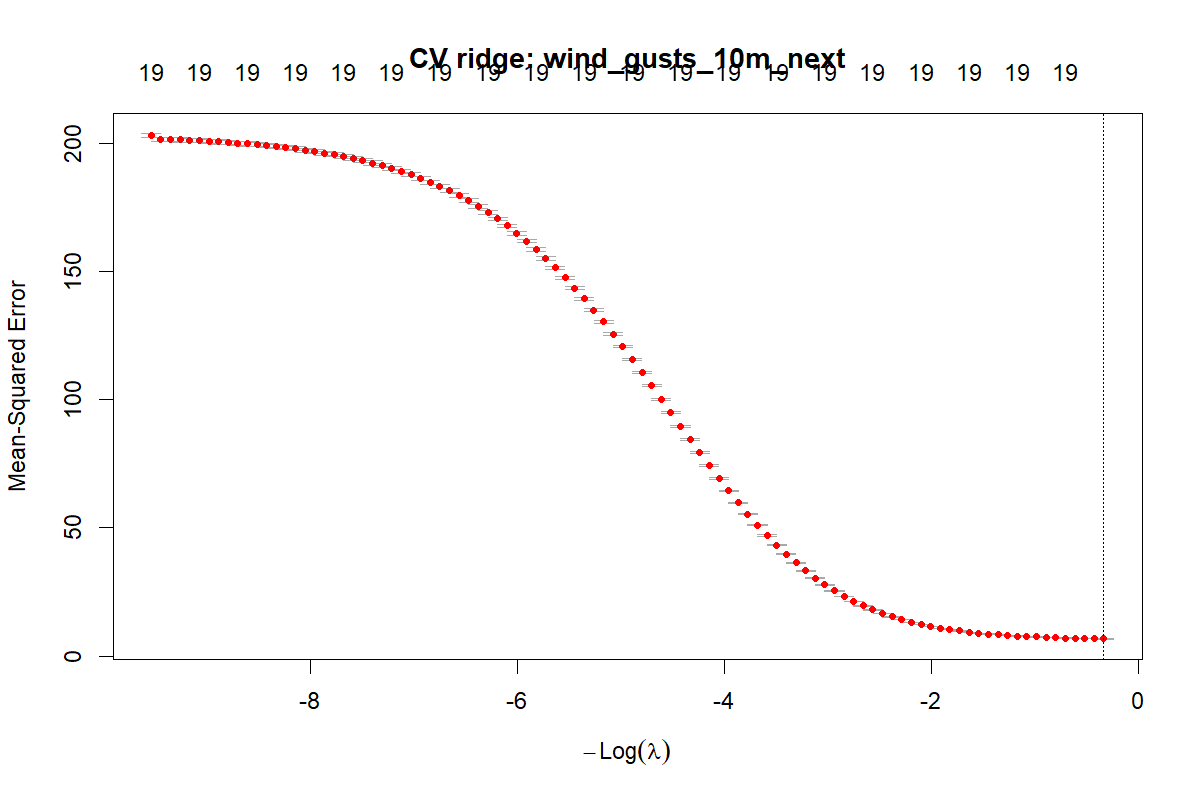 CV ridge: wind_gusts_10m_next
19 19 19 19 19 19 19 19 19 19 19 19 19 19 19 19 19 19 19 19
200
150
100
50
0
Mean-Squared Error
-8 -6 -4 -2 0
−Log(λ)